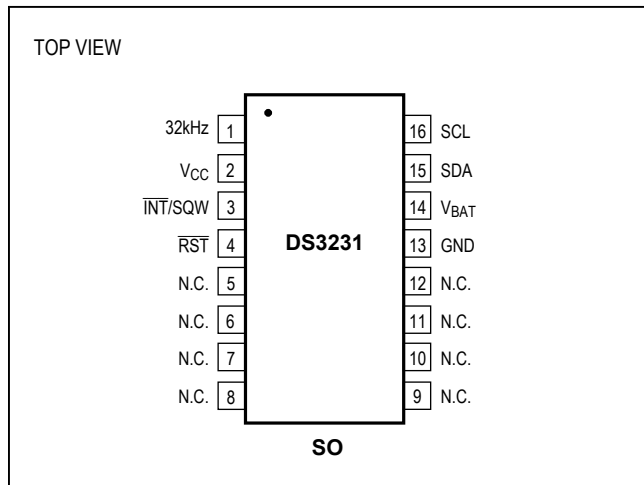 TOP VIEW
32kHz 1 16 SCL
VCC 2 15 SDA
INT/SQW 3 14 VBAT
RST 4 DS3231 13 GND
N.C. 5 12 N.C.
N.C. 6 11 N.C.
N.C. 7 10 N.C.
N.C. 8 9 N.C.
SO